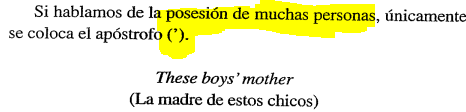 Si hablamos de la posesión de muchas personas, únicamente
se coloca el apóstrofo (’).
These boys’ mother
(La madre de estos chicos)